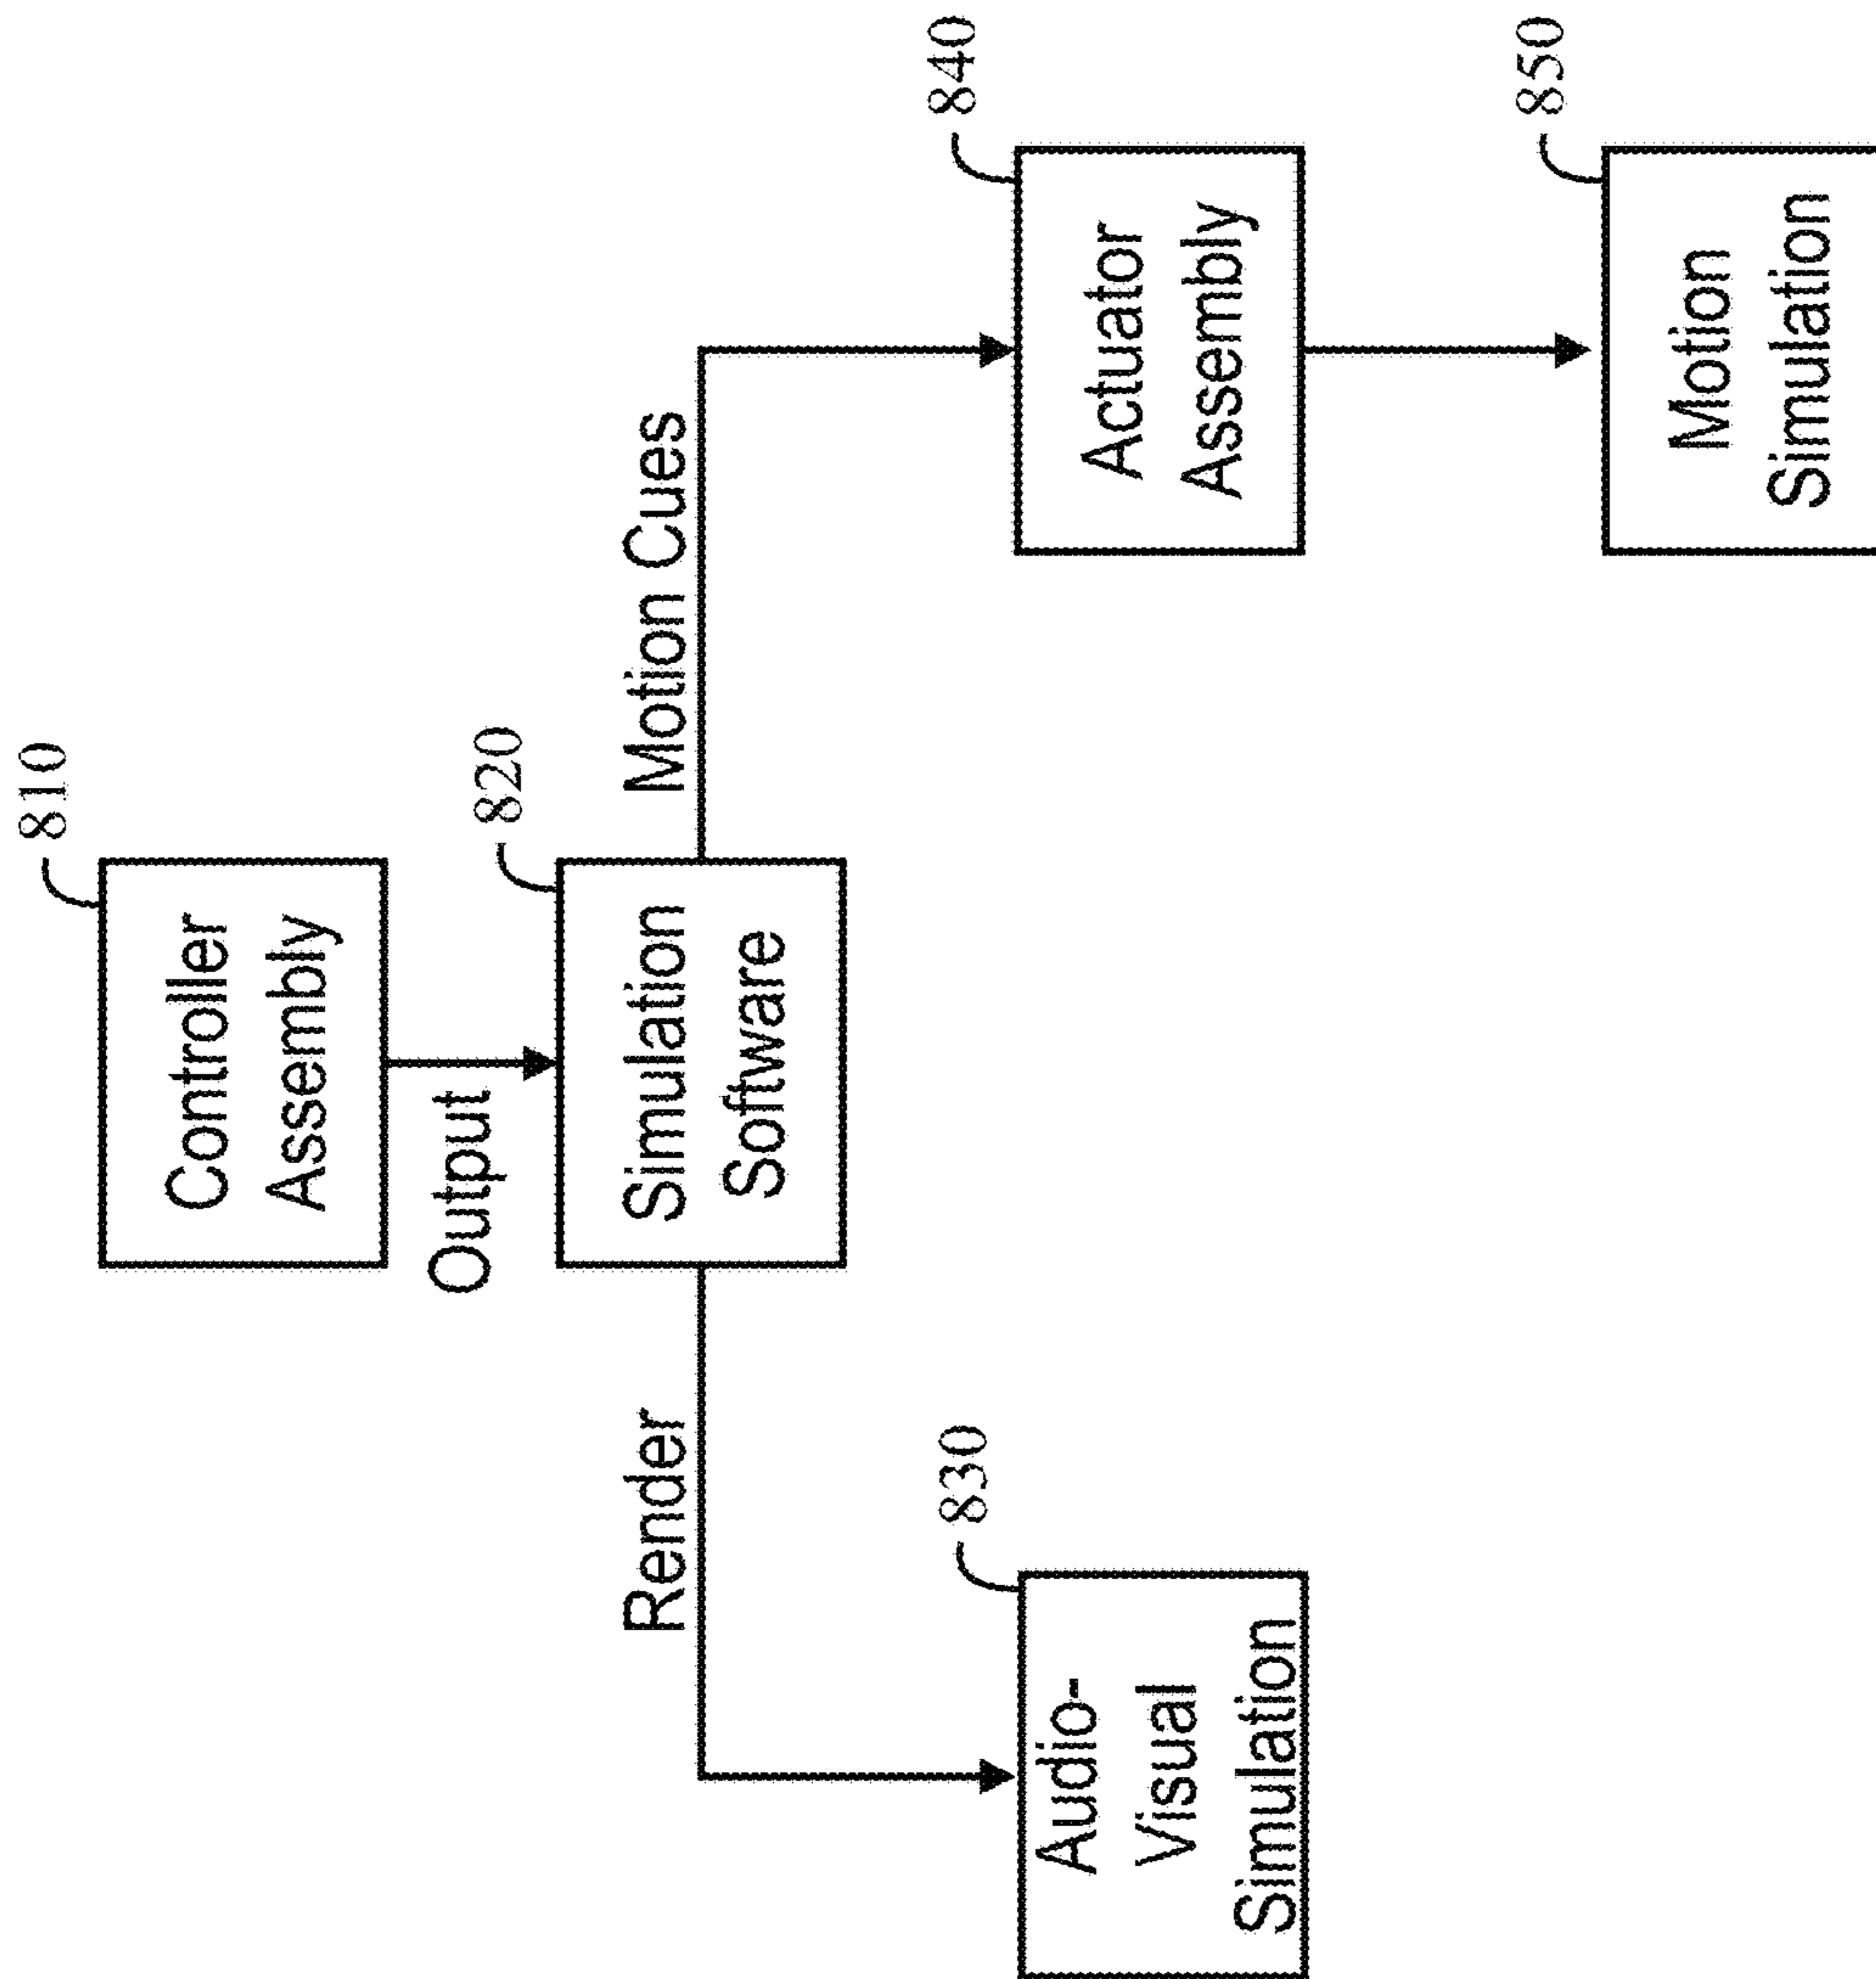 810
Controller
Assembly
Output
820
Simulation
Software
Render
Motion Cues
830
Audio-
Visual
Simulation
840
Actuator
Assembly
850
Motion
Simulation